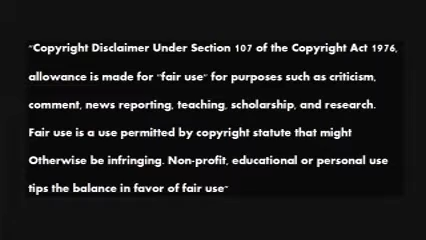 "Copyright Disclaimer Under Section 107 of the Copyright Act 1976,
allowance is made for "fair use" for purposes such as criticism,
comment, news reporting, teaching, scholarship, and research.
Fair use is a use permitted by copyright statute that might
Otherwise be infringing. Non-profit, educational or personal use
tips the balance in favor of fair use"